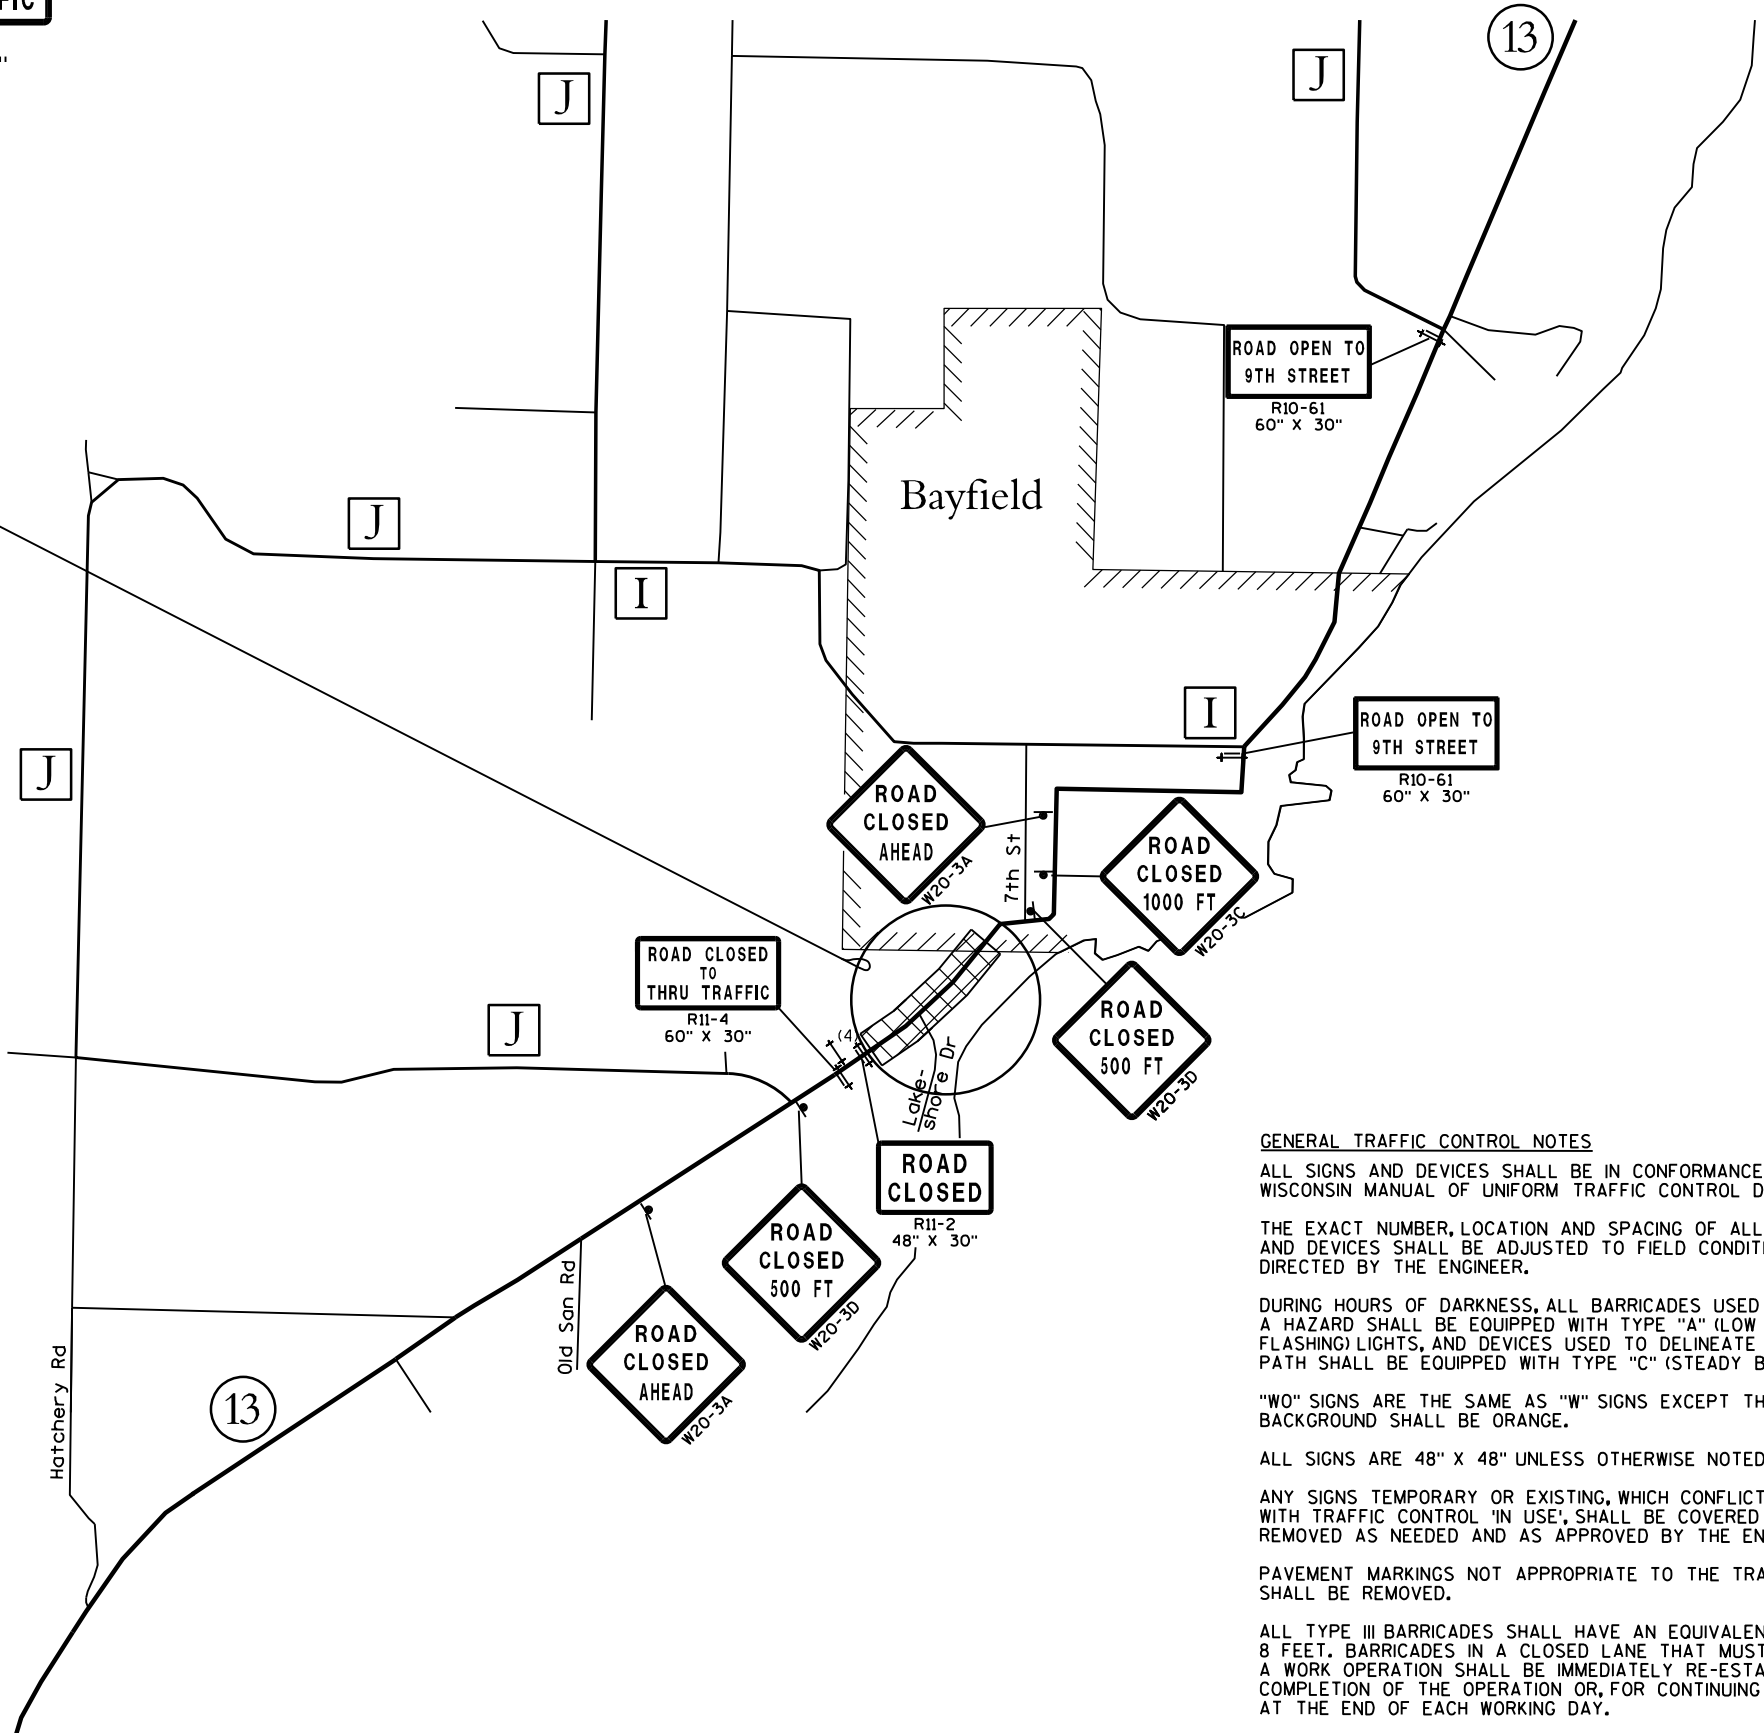 "
J
J
13
ROAD OPEN TO
9TH STREET
R10-61
60" X 30"
Bayfield
J
I
I
ROAD OPEN TO
9TH STREET
R10-61
60" X 30"
J
ROAD
CLOSED
AHEAD
W20-3A
7th St
ROAD
CLOSED
1000 FT
W20-3C
ROAD CLOSED
TO
THRU TRAFFIC
R11-4
60" X 30"
J
(4)
Lake-
shore Dr
ROAD
CLOSED
500 FT
W20-3D
ROAD
CLOSED
R11-2
48" X 30"
ROAD
CLOSED
500 FT
W20-3D
Old San Rd
ROAD
CLOSED
AHEAD
W20-3A
Hatchery Rd
13
GENERAL TRAFFIC CONTROL NOTES
ALL SIGNS AND DEVICES SHALL BE IN CONFORMANCE
WISCONSIN MANUAL OF UNIFORM TRAFFIC CONTROL D
THE EXACT NUMBER, LOCATION AND SPACING OF ALL
AND DEVICES SHALL BE ADJUSTED TO FIELD CONDIT
DIRECTED BY THE ENGINEER.
DURING HOURS OF DARKNESS, ALL BARRICADES USED
A HAZARD SHALL BE EQUIPPED WITH TYPE "A" (LOW
FLASHING) LIGHTS, AND DEVICES USED TO DELINEATE
PATH SHALL BE EQUIPPED WITH TYPE "C" (STEADY B
"WO" SIGNS ARE THE SAME AS "W" SIGNS EXCEPT TH
BACKGROUND SHALL BE ORANGE.
ALL SIGNS ARE 48" X 48" UNLESS OTHERWISE NOTED
ANY SIGNS TEMPORARY OR EXISTING, WHICH CONFLICT
WITH TRAFFIC CONTROL 'IN USE', SHALL BE COVERED
REMOVED AS NEEDED AND AS APPROVED BY THE EN
PAVEMENT MARKINGS NOT APPROPRIATE TO THE TRA
SHALL BE REMOVED.
ALL TYPE III BARRICADES SHALL HAVE AN EQUIVALEN
8 FEET. BARRICADES IN A CLOSED LANE THAT MUST
A WORK OPERATION SHALL BE IMMEDIATELY RE-ESTA
COMPLETION OF THE OPERATION OR, FOR CONTINUING
AT THE END OF EACH WORKING DAY.